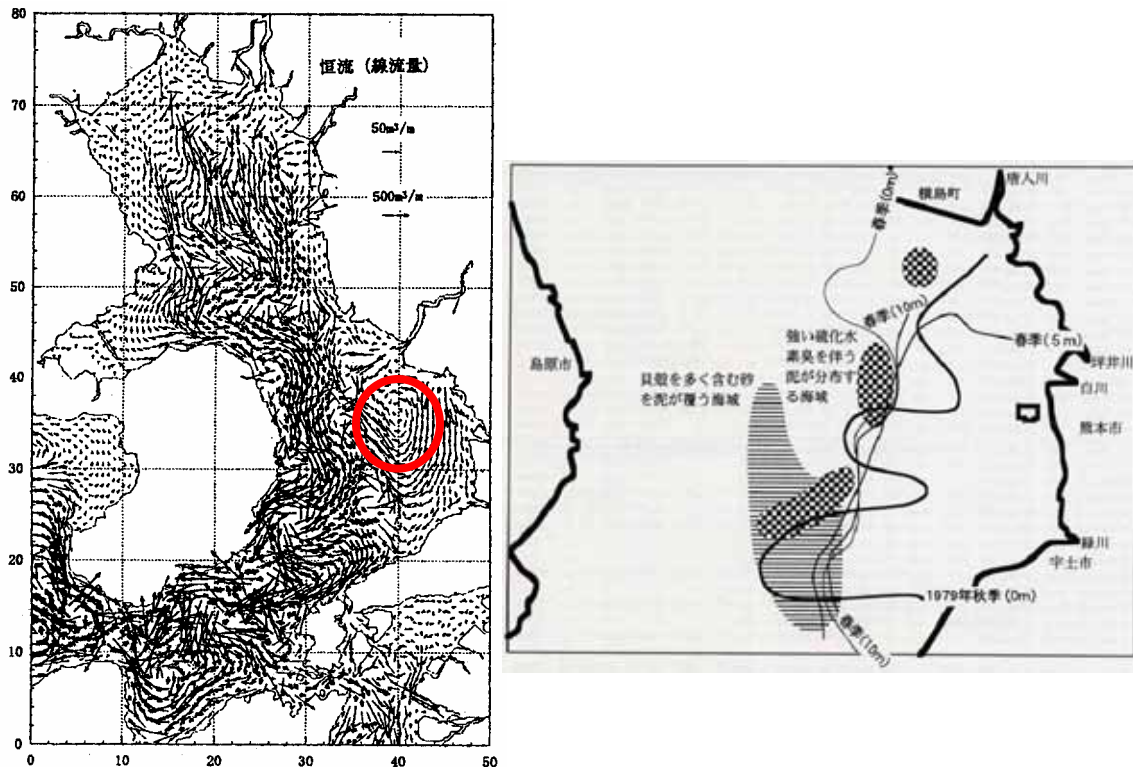 80
70
60
50
40
30
20
10
0
0 10 20 30 40 50
恒流 (線流量)
50m³/m
500m³/m
唐人川
横島町
春季(0m)
春季(10m)
春季(5m)
強い硫化水
素臭を伴う
泥が分布す
る海域
貝殻を多く含む砂
を泥が覆う海域
島原市
坪井川
白川
熊本市
緑川
宇土市
1979年秋季(0m)
春季(10m)